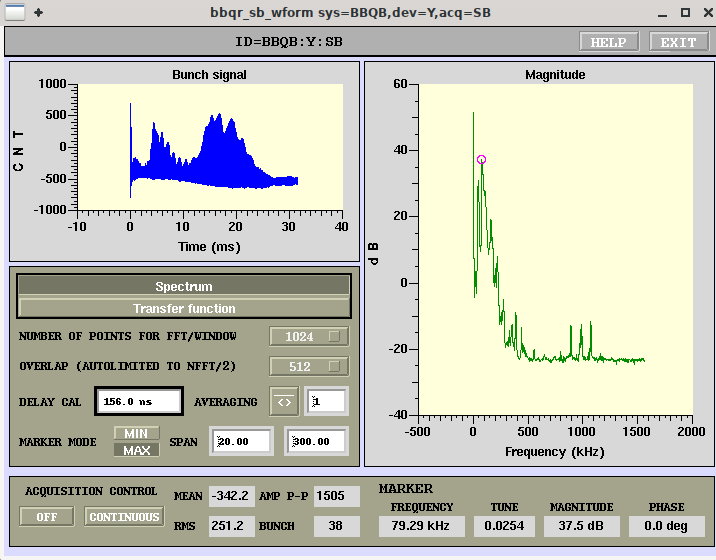 bbqr_sb_wform sys=BBQB,dev=Y,acq=SB
ID=BBQB:Y:SB
HELP
EXIT
Bunch signal
1000
500
0
-500
-1000
C N T
-10
0
10
20
30
40
Time (ms)
Magnitude
60
40
20
0
-20
-40
d B
-500
0
500
1000
1500
2000
Frequency (kHz)
Spectrum
Transfer function
NUMBER OF POINTS FOR FFT/WINDOW
1024
OVERLAP (AUTOLIMITED TO NFFT/2)
512
DELAY CAL
156.0 ns
AVERAGING
<>
1
MARKER MODE
MIN
MAX
SPAN
20.00
300.00
ACQUISITION CONTROL
OFF
CONTINUOUS
MEAN
-342.2
AMP P-P
1505
RMS
251.2
BUNCH
38
MARKER
FREQUENCY
TUNE
MAGNITUDE
PHASE
79.29 kHz
0.0254
37.5 dB
0.0 deg